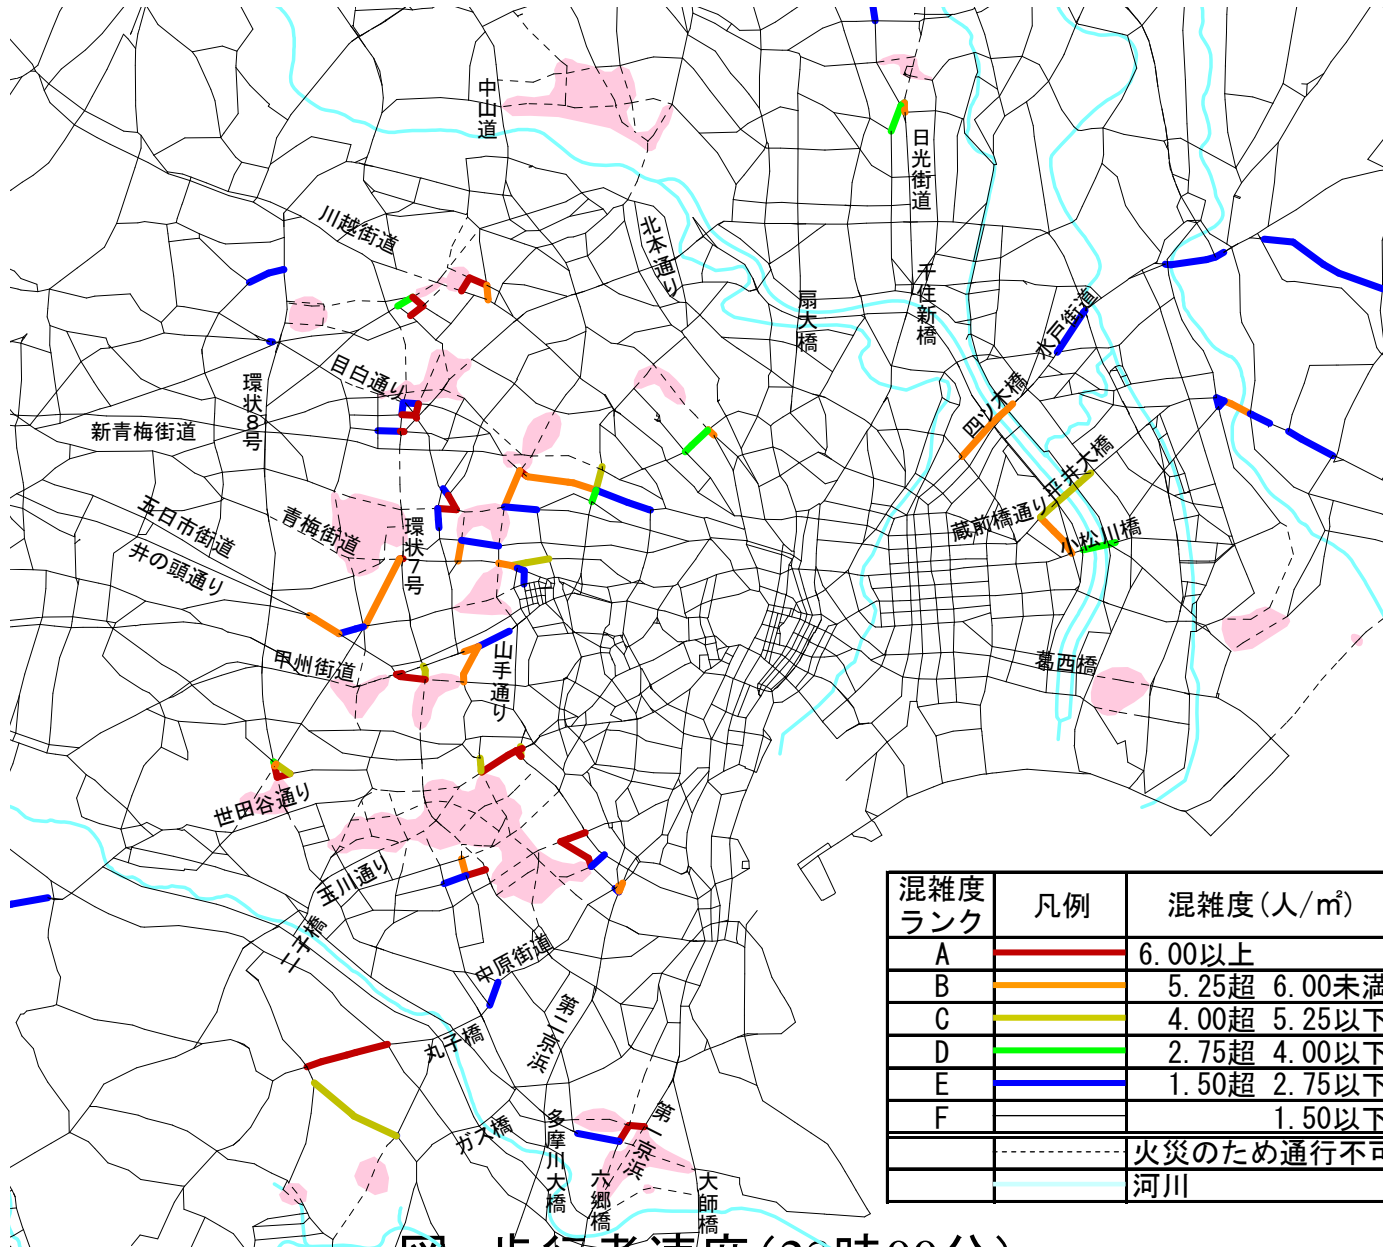 中山道
日光街道
川越街道
北本通り
扇大橋
千住新橋
水戸街道
目白通り
環状8号
新青梅街道
四ツ木橋
平井大橋
蔵前橋通り
小松川橋
五日市街道
青梅街道
環状7号
井の頭通り
甲州街道
山手通り
葛西橋
世田谷通り
玉川通り
二子橋
中原街道
第二京浜
丸子橋
ガス橋
多摩川大橋
六郷橋
第一京浜
大師橋
混雑度ランク 凡例 混雑度(人/㎡)
A 6.00以上
B 5.25超 6.00未満
C 4.00超 5.25以下
D 2.75超 4.00以下
E 1.50超 2.75以下
F 1.50以下
火災のため通行不可
河川